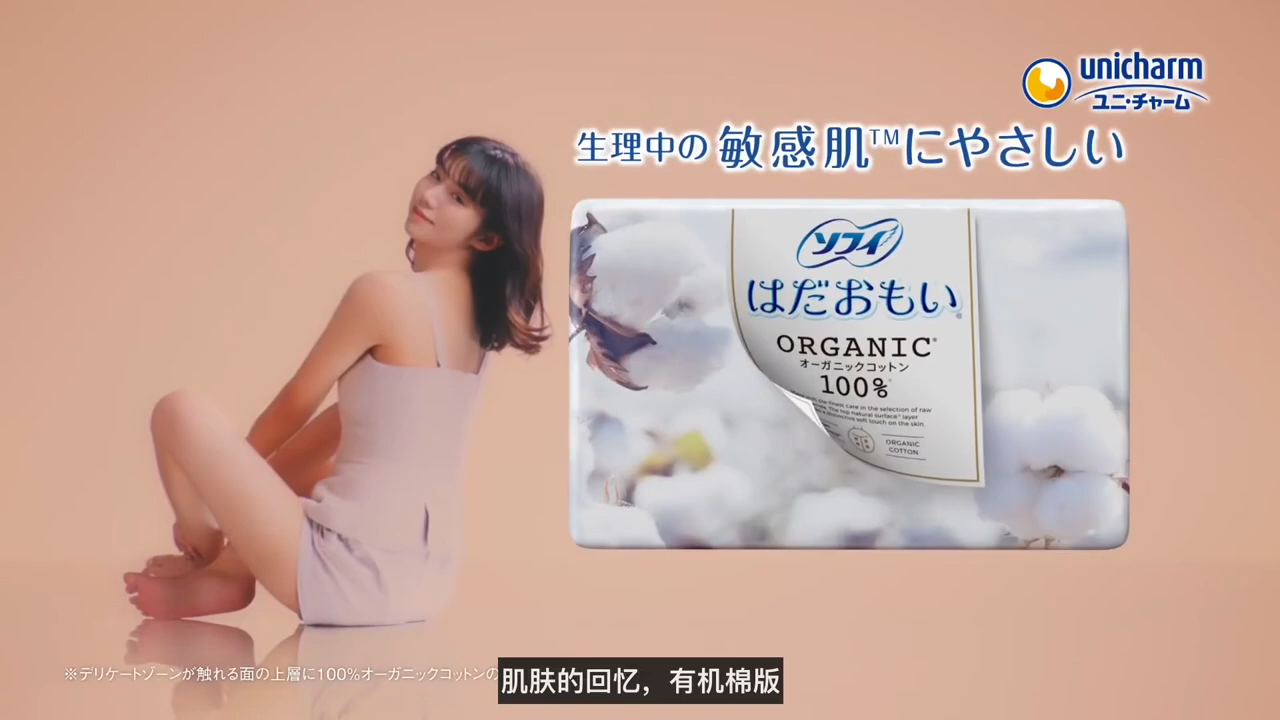 unicharm
ユニ・チャーム
生理中の敏感肌™にやさしい
ソフィ
はだおもい®
ORGANIC
オーガニックコットン
100%
ORGANIC
COTTON
※デリケートゾーンが触れる面の上層に100%オーガニックコットンの
肌肤的回忆，有机棉版